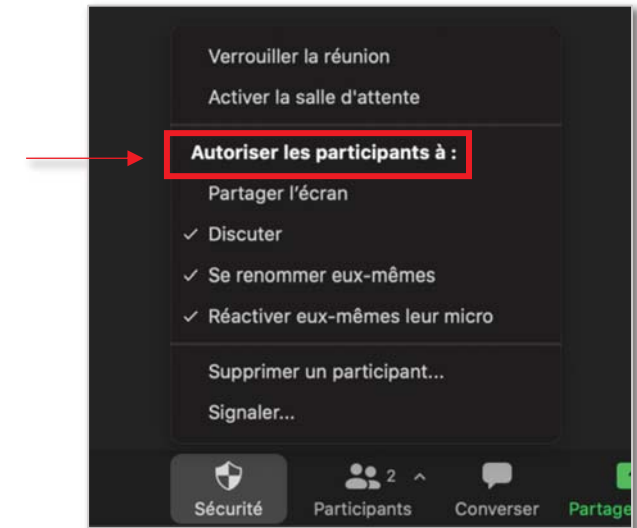 Verrouiller la réunion
Activer la salle d'attente
Autoriser les participants à :
Partager l'écran
✓ Discuter
✓ Se renommer eux-mêmes
✓ Réactiver eux-mêmes leur micro
Supprimer un participant...
Signaler...
2
Sécurité Participants Converser Partage